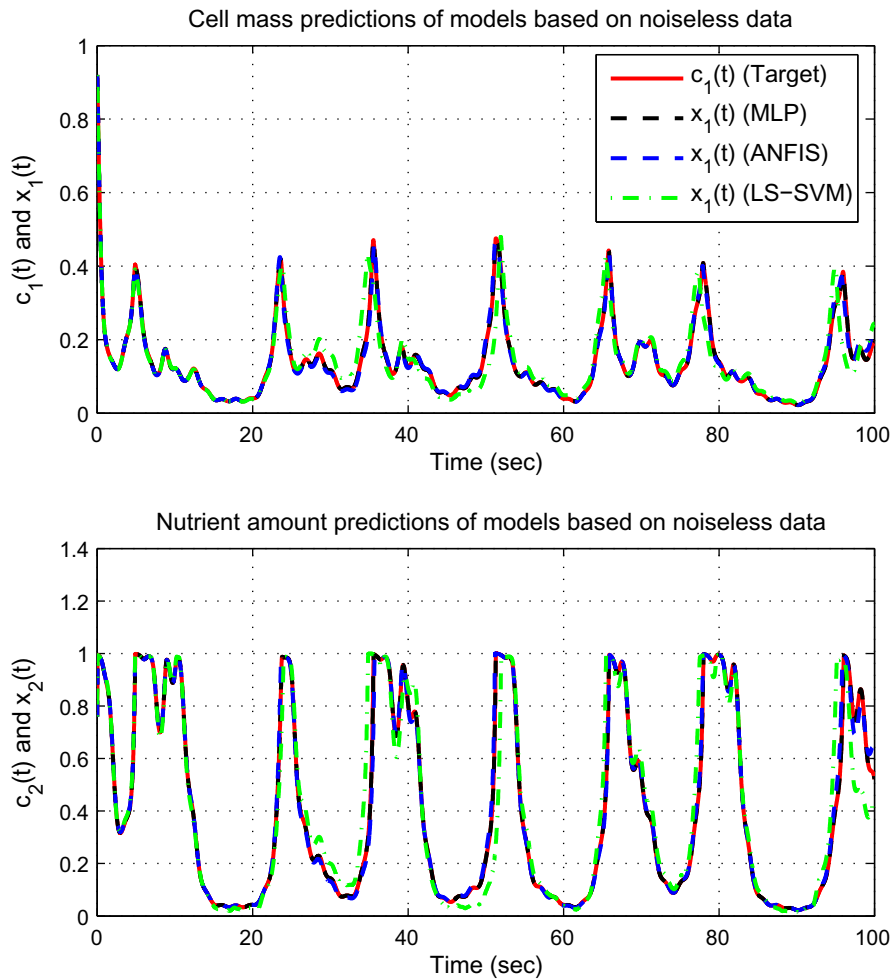 Cell mass predictions of models based on noiseless data
1
0.8
0.6
0.4
0.2
0
c₁(t) and x₁(t)
c₁(t) (Target)
x₁(t) (MLP)
x₁(t) (ANFIS)
x₁(t) (LS−SVM)
0 20 40 60 80 100
Time (sec)
Nutrient amount predictions of models based on noiseless data
1.4
1.2
1
0.8
0.6
0.4
0.2
0
c₂(t) and x₂(t)
0 20 40 60 80 100
Time (sec)